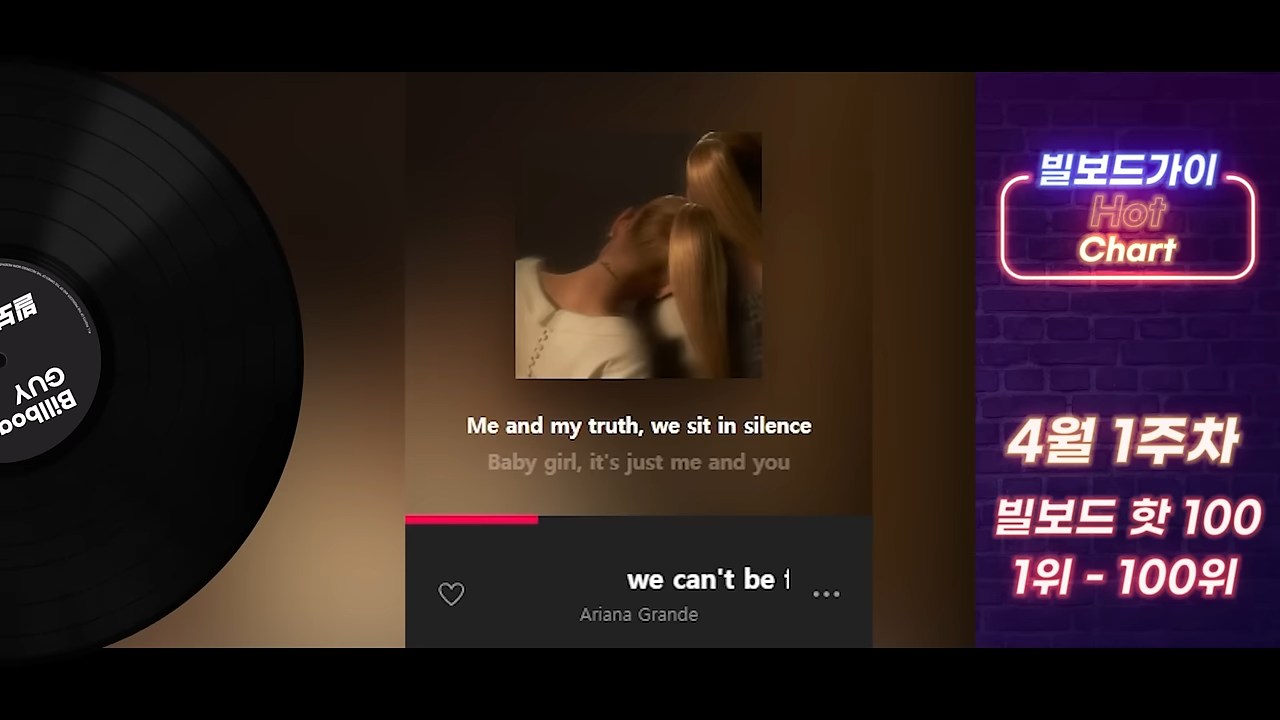 Me and my truth, we sit in silence
Baby girl, it's just me and you
we can't be
Ariana Grande
GUY
빌보드가이
Hot
Chart
4월 1주차
빌보드 핫 100
1위 - 100위